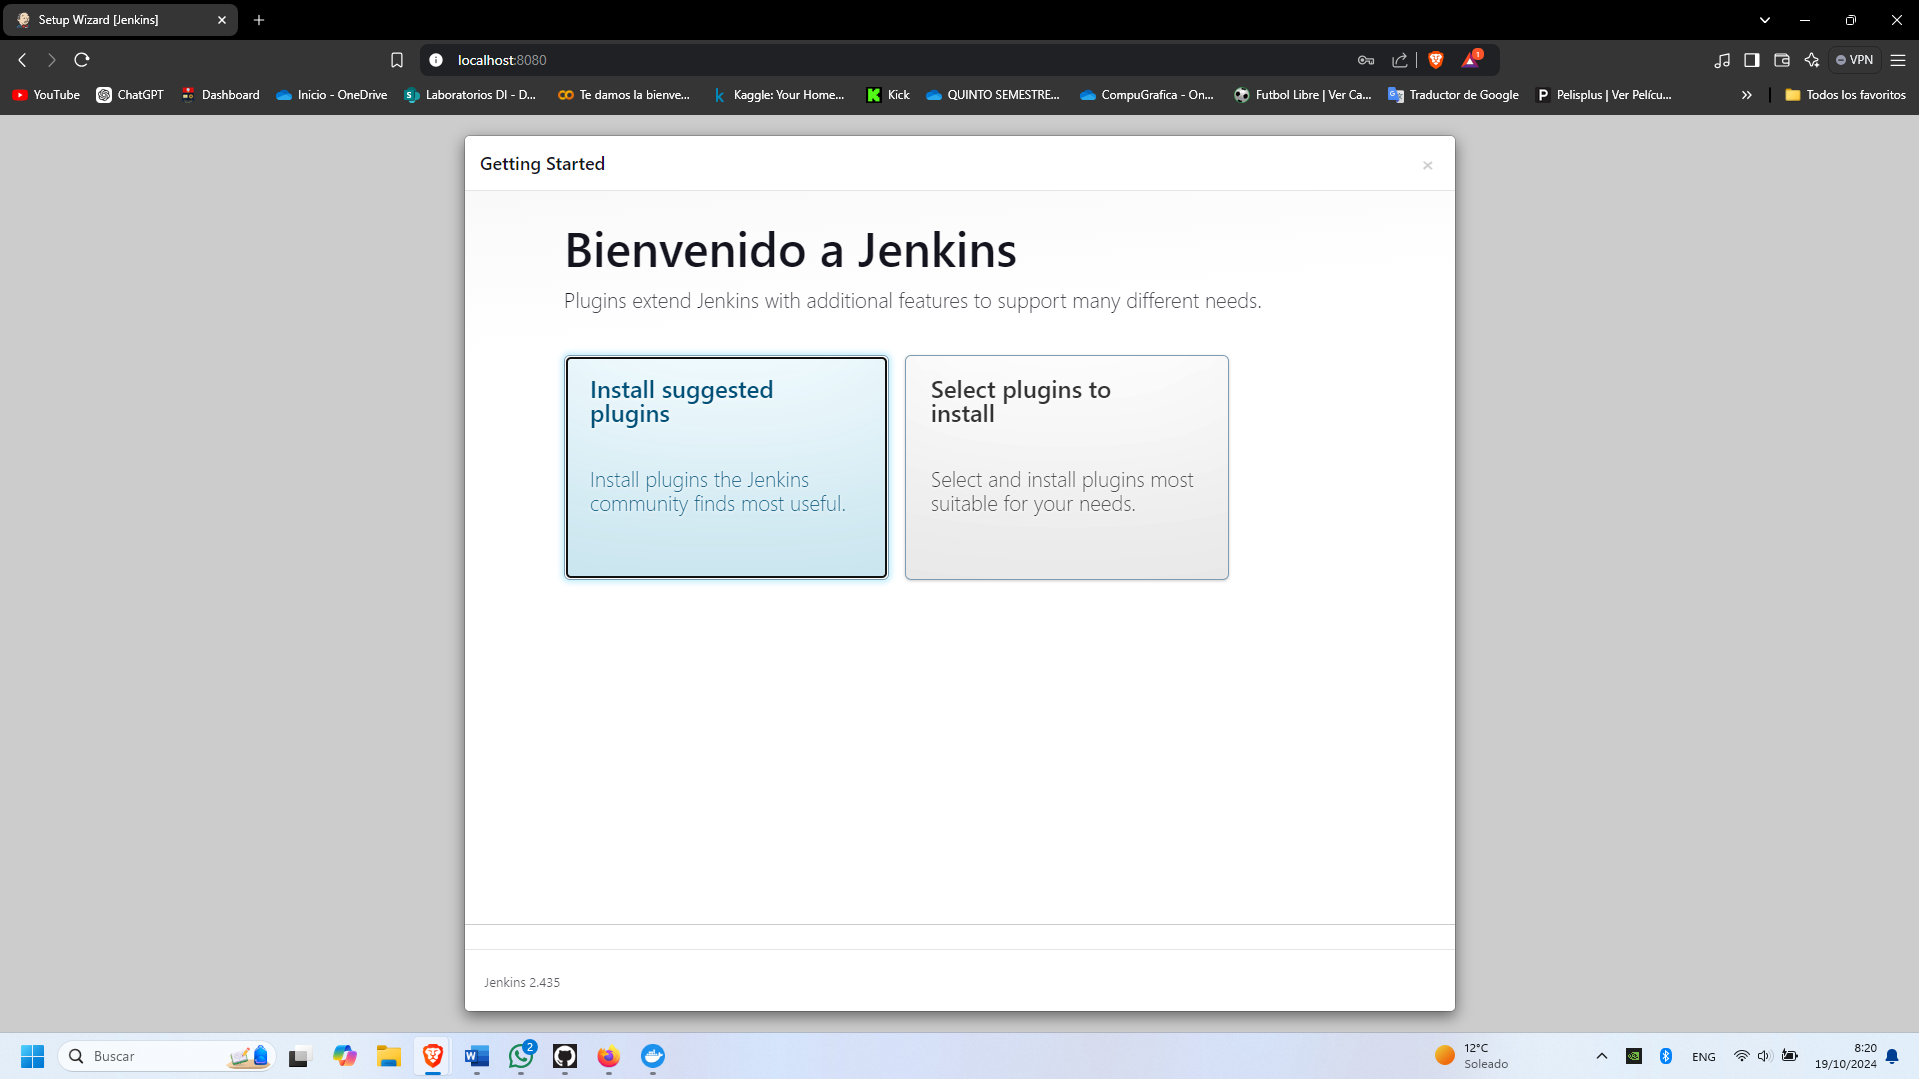 Setup Wizard [Jenkins]
localhost:8080
1
VPN
YouTube
ChatGPT
Dashboard
Inicio - OneDrive
Laboratorios DI - D...
Te damos la bienve...
Kaggle: Your Home...
Kick
QUINTO SEMESTRE...
CompuGrafica - On...
Futbol Libre | Ver Ca...
Traductor de Google
Pelisplus | Ver Pelícu...
Todos los favoritos
Getting Started
Bienvenido a Jenkins
Plugins extend Jenkins with additional features to support many different needs.
Install suggested
plugins
Install plugins the Jenkins
community finds most useful.
Select plugins to
install
Select and install plugins most
suitable for your needs.
Jenkins 2.435
Buscar
2
12°C
Soleado
ENG
8:20
19/10/2024